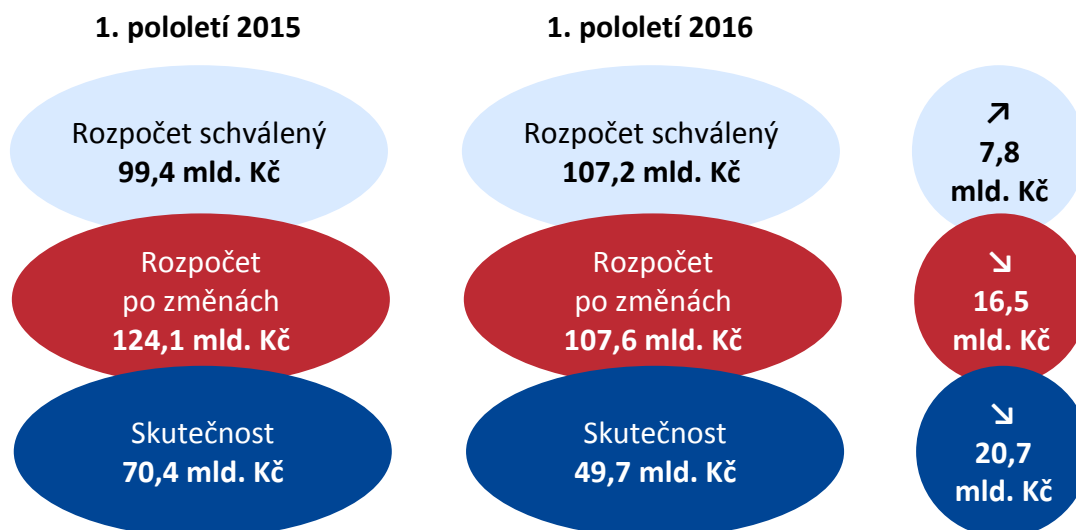 1. pololetí 2015
1. pololetí 2016
Rozpočet schválený
99,4 mld. Kč
Rozpočet schválený
107,2 mld. Kč
↗
7,8
mld. Kč
Rozpočet
po změnách
124,1 mld. Kč
Rozpočet
po změnách
107,6 mld. Kč
↘
16,5
mld. Kč
Skutečnost
70,4 mld. Kč
Skutečnost
49,7 mld. Kč
↘
20,7
mld. Kč